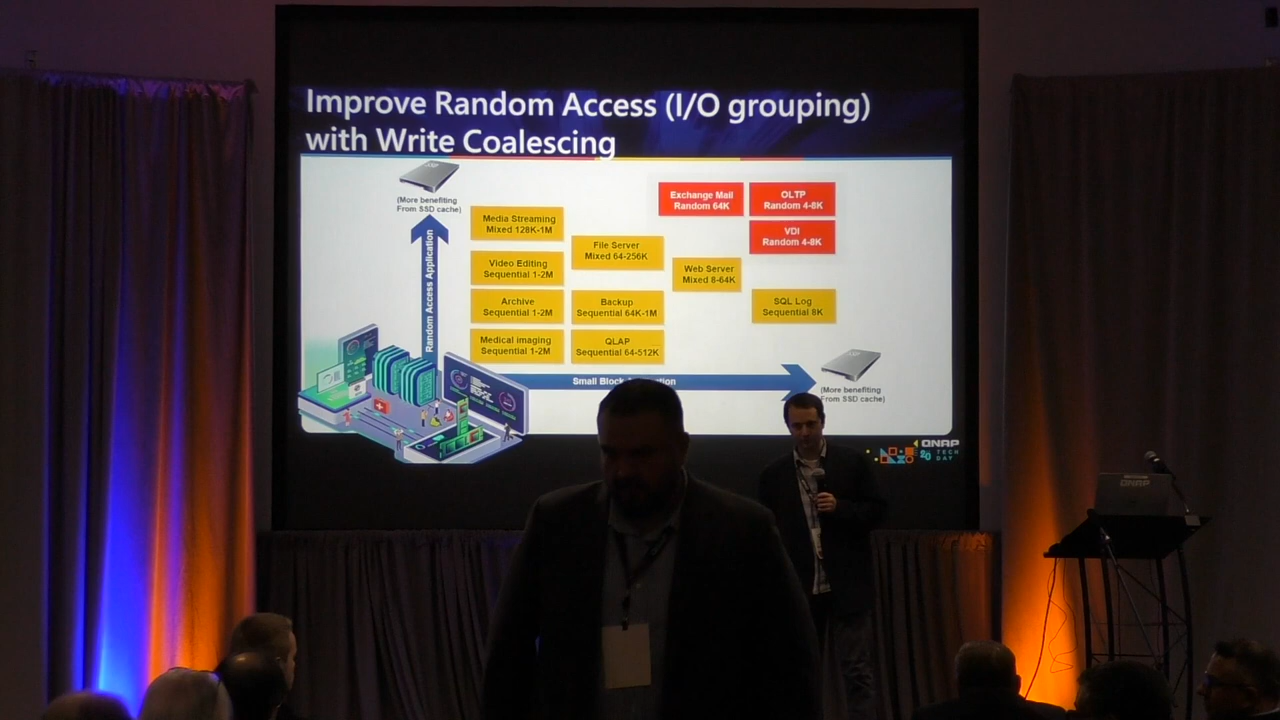 Improve Random Access (I/O grouping)
with Write Coalescing
(More benefiting
From SSD cache)
Random Access Application
Media Streaming
Mixed 128K-1M
Video Editing
Sequential 1-2M
Archive
Sequential 1-2M
Medical imaging
Sequential 1-2M
File Server
Mixed 64-256K
Backup
Sequential 64K-1M
QLAP
Sequential 64-512K
Exchange Mail
Random 64K
Web Server
Mixed 8-64K
OLTP
Random 4-8K
VDI
Random 4-8K
SQL Log
Sequential 8K
Small Block
(More benefiting
From SSD cache)
QNAP
20 TECH
DAY
QNAP